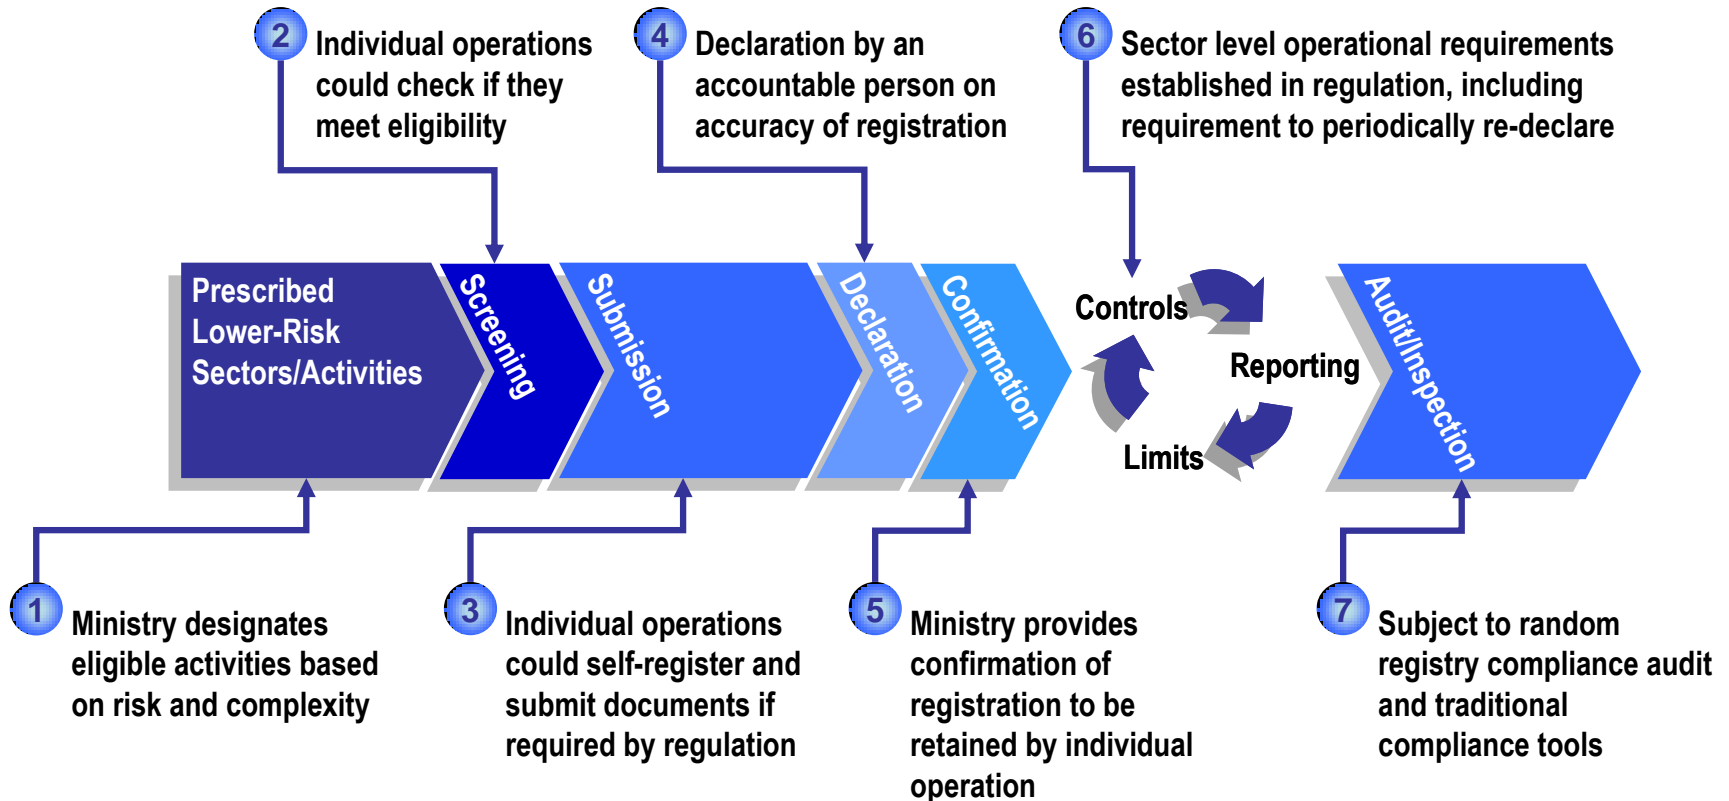 2
Individual operations
could check if they
meet eligibility
4
Declaration by an
accountable person on
accuracy of registration
6
Sector level operational requirements
established in regulation, including
requirement to periodically re-declare
Prescribed
Lower-Risk
Sectors/Activities
Screening
Submission
Declaration
Confirmation
Controls
Reporting
Limits
Audit/Inspection
1
Ministry designates
eligible activities based
on risk and complexity
3
Individual operations
could self-register and
submit documents if
required by regulation
5
Ministry provides
confirmation of
registration to be
retained by individual
operation
7
Subject to random
registry compliance audit
and traditional
compliance tools